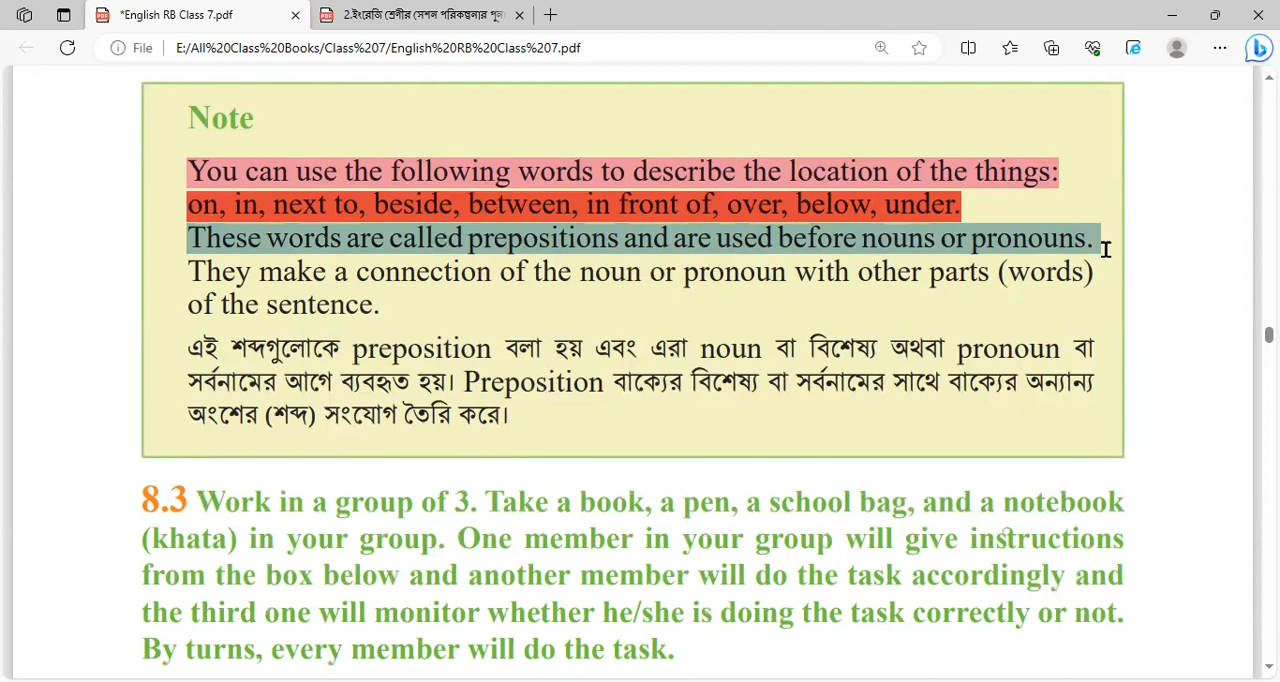 *English RB Class 7.pdf
2.ইংরেজি শ্রেণীর সেশন পরিকল্পনার পুন
File
E:/All%20Class%20Books/Class%207/English%20RB%20Class%207.pdf
Note
You can use the following words to describe the location of the things:
on, in, next to, beside, between, in front of, over, below, under.
These words are called prepositions and are used before nouns or pronouns.
They make a connection of the noun or pronoun with other parts (words)
of the sentence.
এই শব্দগুলোকে preposition বলা হয় এবং এরা noun বা বিশেষ্য অথবা pronoun বা
সর্বনামের আগে ব্যবহৃত হয়। Preposition বাক্যের বিশেষ্য বা সর্বনামের সাথে বাক্যের অন্যান্য
অংশের (শব্দ) সংযোগ তৈরি করে।
8.3 Work in a group of 3. Take a book, a pen, a school bag, and a notebook
(khata) in your group. One member in your group will give instructions
from the box below and another member will do the task accordingly and
the third one will monitor whether he/she is doing the task correctly or not.
By turns, every member will do the task.